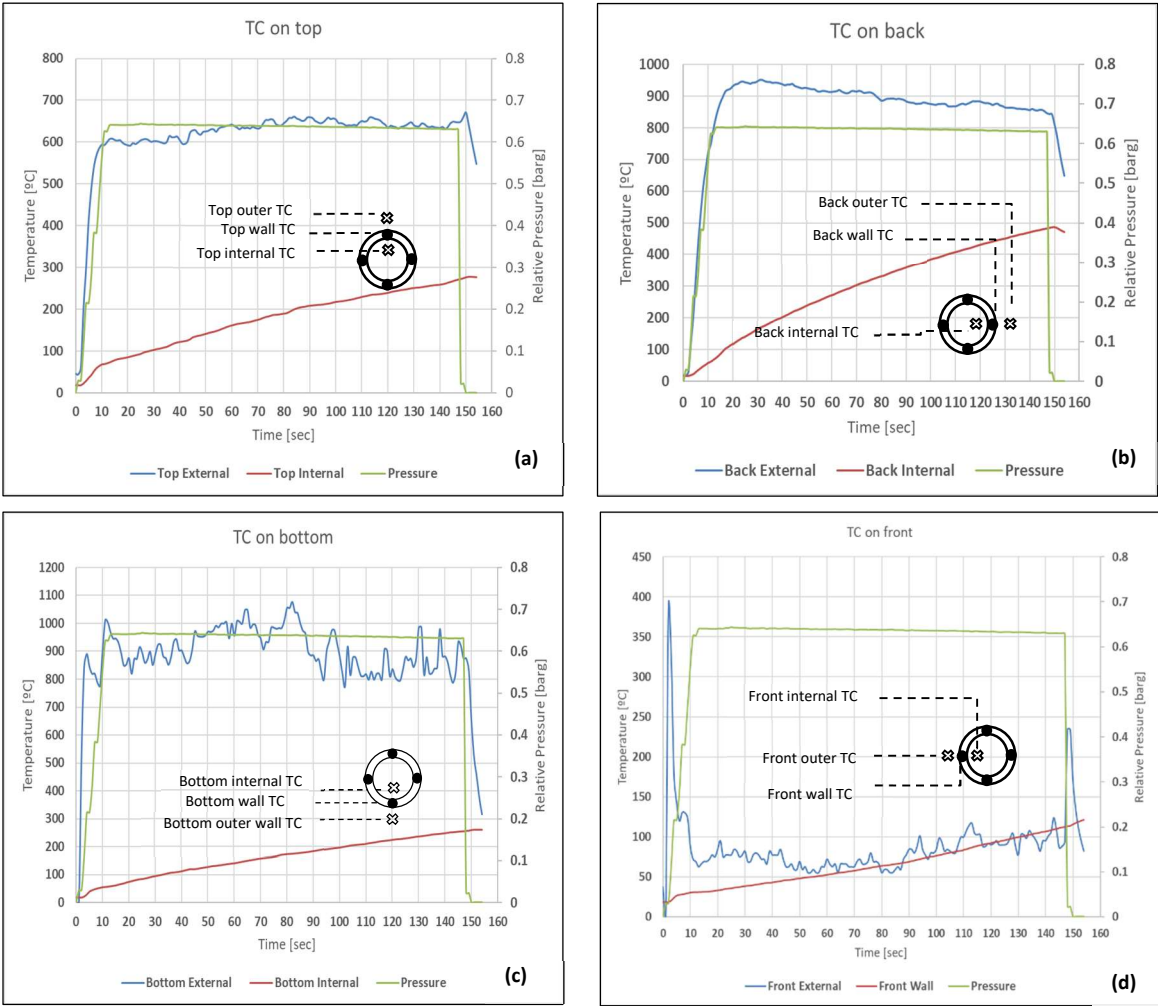 TC on top
800
700
600
500
400
300
200
100
0
0.8
0.7
0.6
0.5
0.4
0.3
0.2
0.1
0
Temperature [ºC]
Relative Pressure [barg]
Top outer TC
Top wall TC
Top internal TC
0 10 20 30 40 50 60 70 80 90 100 110 120 130 140 150 160
Time [sec]
Top External Top Internal Pressure
(a)
TC on back
1000
900
800
700
600
500
400
300
200
100
0
0.8
0.7
0.6
0.5
0.4
0.3
0.2
0.1
0
Temperature [ºC]
Relative Pressure [barg]
Back outer TC
Back wall TC
Back internal TC
0 10 20 30 40 50 60 70 80 90 100 110 120 130 140 150 160
Time [sec]
Back External Back Internal Pressure
(b)
TC on bottom
1200
1100
1000
900
800
700
600
500
400
300
200
100
0
0.8
0.7
0.6
0.5
0.4
0.3
0.2
0.1
0
Temperature [ºC]
Relative Pressure [barg]
Bottom internal TC
Bottom wall TC
Bottom outer wall TC
0 10 20 30 40 50 60 70 80 90 100 110 120 130 140 150 160
Time [sec]
Bottom External Bottom Internal Pressure
(c)
TC on front
450
400
350
300
250
200
150
100
50
0
0.8
0.7
0.6
0.5
0.4
0.3
0.2
0.1
0
Temperature [ºC]
Relative Pressure [barg]
Front internal TC
Front outer TC
Front wall TC
0 10 20 30 40 50 60 70 80 90 100 110 120 130 140 150 160
Time [sec]
Front External Front Wall Pressure
(d)